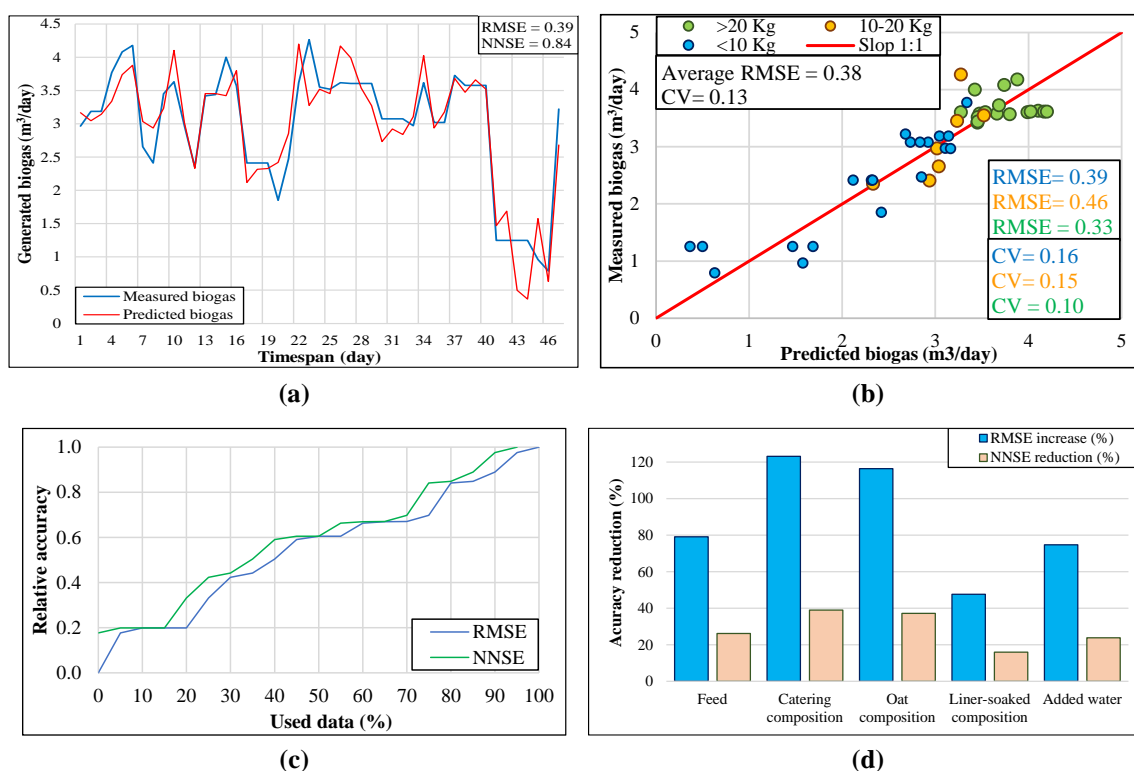 4.5
4
3.5
3
2.5
2
1.5
1
0.5
0
Generated biogas (m³/day)
RMSE = 0.39
NNSE = 0.84
Measured biogas
Predicted biogas
1 4 7 10 13 16 19 22 25 28 31 34 37 40 43 46
Timespan (day)
(a)
>20 Kg 10-20 Kg
<10 Kg Slop 1:1
Average RMSE = 0.38
CV= 0.13
5
4
3
2
1
0
Measured biogas (m³/day)
RMSE= 0.39
RMSE= 0.46
RMSE = 0.33
CV= 0.16
CV= 0.15
CV= 0.10
0 1 2 3 4 5
Predicted biogas (m3/day)
(b)
1.0
0.8
0.6
0.4
0.2
0.0
Relative accuracy
RMSE
NNSE
0 10 20 30 40 50 60 70 80 90 100
Used data (%)
(c)
RMSE increase (%)
NNSE reduction (%)
120
100
80
60
40
20
0
Acuracy reduction (%)
Feed Catering Oat Liner-soaked Added water
composition composition composition
(d)